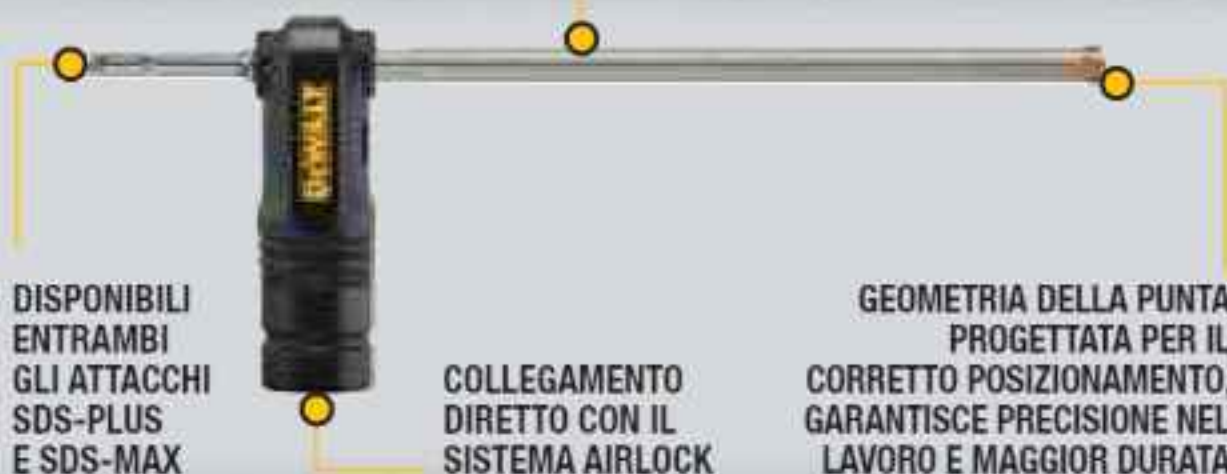 DEWALT
DISPONIBILI
ENTRAMBI
GLI ATTACCHI
SDS-PLUS
E SDS-MAX
COLLEGAMENTO
DIRETTO CON IL
SISTEMA AIRLOCK
GEOMETRIA DELLA PUNTA
PROGETTATA PER IL
CORRETTO POSIZIONAMENTO
GARANTISCE PRECISIONE NEL
LAVORO E MAGGIOR DURATA